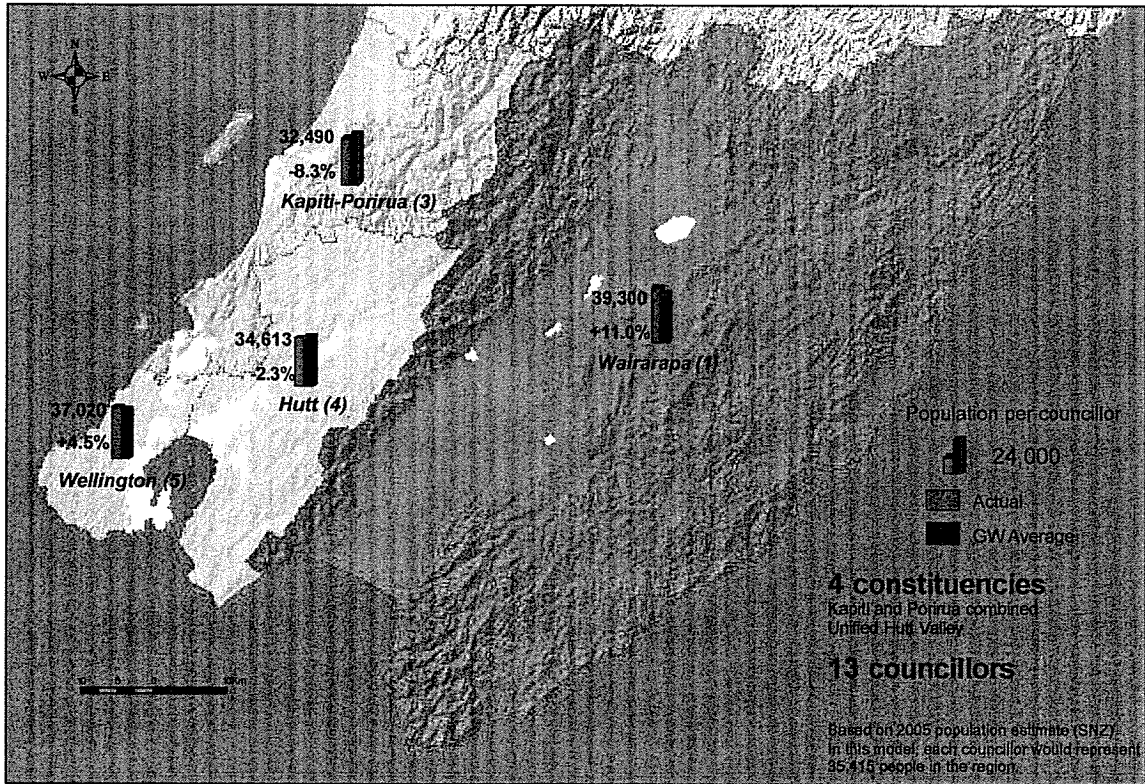 N
W E
S
32,490
-8.3%
Kapiti-Porirua (3)
39,300
+11.0%
Wairarapa (1)
34,613
-2.3%
Hutt (4)
37,020
+4.5%
Wellington (5)
Population per councillor
24,000
Actual
GW Average
4 constituencies
Kapiti and Porirua combined
Unified Hutt Valley
13 councillors
Based on 2005 population estimate (SNZ).
In this model, each councillor would represent
35,415 people in the region.